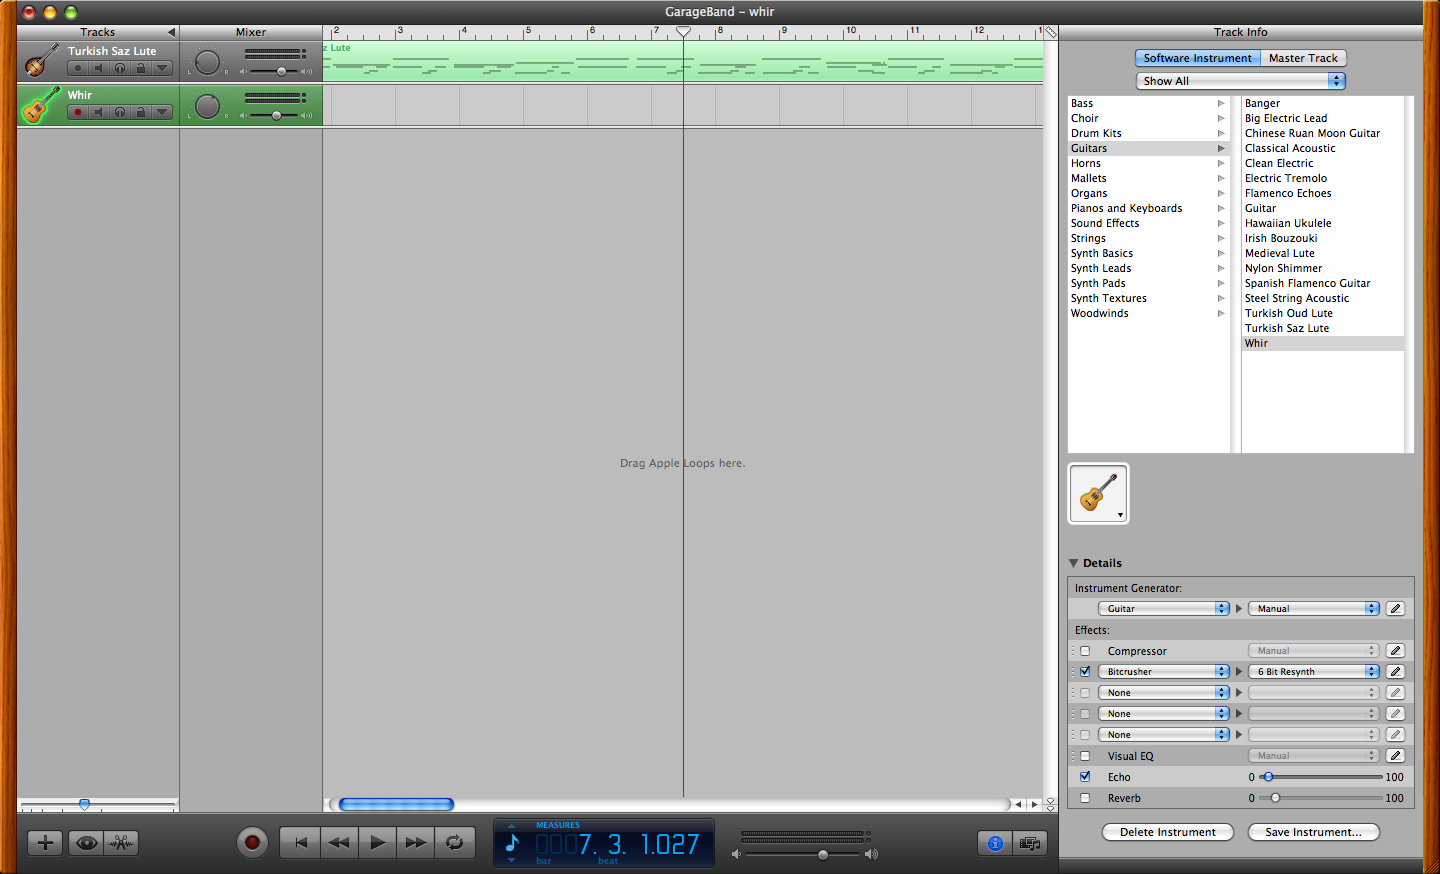 GarageBand – whir
Tracks
Mixer
2 3 4 5 6 7 8 9 10 11 12 1
Track Info
Turkish Saz Lute
L R
z Lute
Whir
L R
Drag Apple Loops here.
Software Instrument Master Track
Show All
Bass
Choir
Drum Kits
Guitars
Horns
Mallets
Organs
Pianos and Keyboards
Sound Effects
Strings
Synth Basics
Synth Leads
Synth Pads
Synth Textures
Woodwinds
Banger
Big Electric Lead
Chinese Ruan Moon Guitar
Classical Acoustic
Clean Electric
Electric Tremolo
Flamenco Echoes
Guitar
Hawaiian Ukulele
Irish Bouzouki
Medieval Lute
Nylon Shimmer
Spanish Flamenco Guitar
Steel String Acoustic
Turkish Oud Lute
Turkish Saz Lute
Whir
Details
Instrument Generator:
Guitar Manual
Effects:
Compressor Manual
Bitcrusher 6 Bit Resynth
None
None
None
Visual EQ Manual
Echo 0 100
Reverb 0 100
Delete Instrument Save Instrument...
MEASURES
0007. 3. 1.027
bar beat